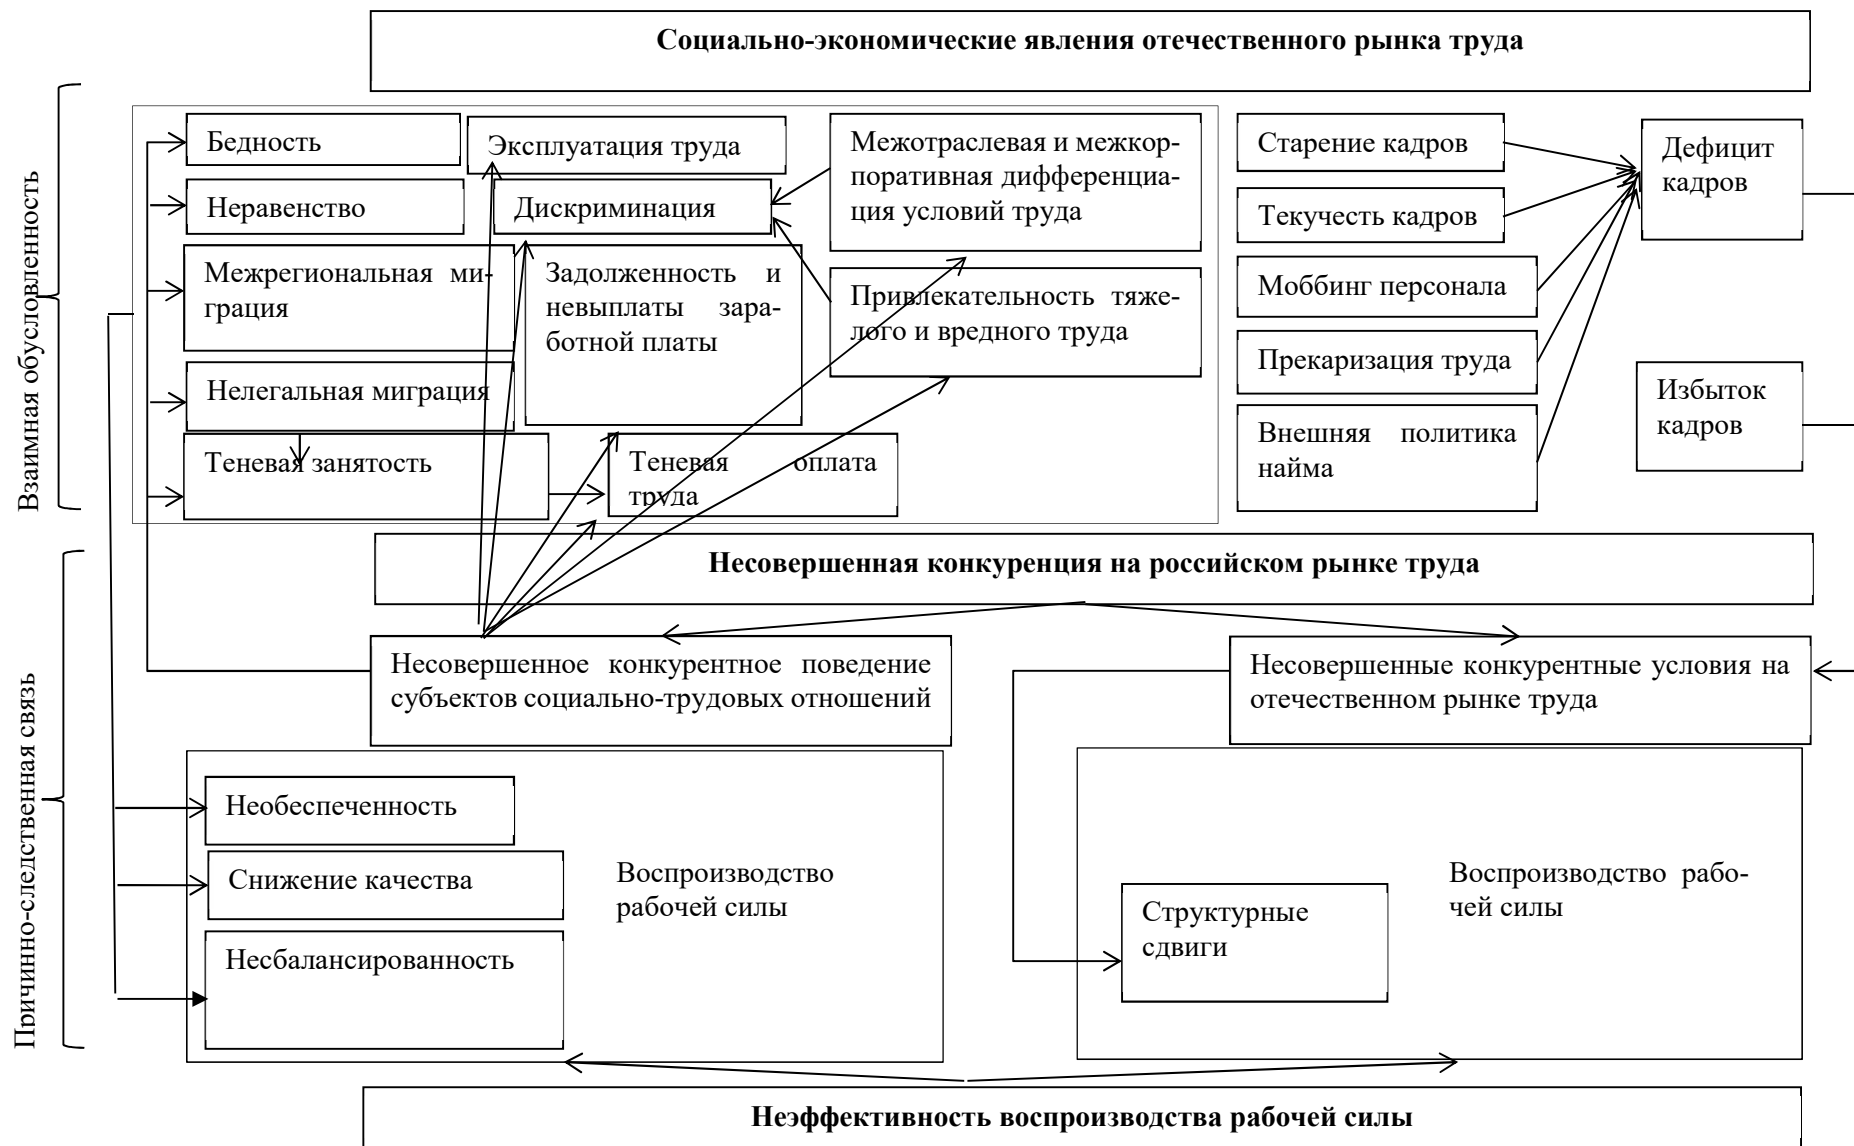 Социально-экономические явления отечественного рынка труда
Взаимная обусловленность
Бедность
Эксплуатация труда
Межотраслевая и межкор-
поративная дифференциа-
ция условий труда
Старение кадров
Дефицит
кадров
Неравенство
Дискриминация
Текучесть кадров
Межрегиональная ми-
грация
Задолженность и
невыплаты зара-
ботной платы
Привлекательность тяже-
лого и вредного труда
Моббинг персонала
Прекаризация труда
Нелегальная миграция
Избыток
кадров
Теневая занятость
Теневая оплата
труда
Внешняя политика
найма
Несовершенная конкуренция на российском рынке труда
Причинно-следственная связь
Несовершенное конкурентное поведение
субъектов социально-трудовых отношений
Несовершенные конкурентные условия на
отечественном рынке труда
Необеспеченность
Снижение качества
Несбалансированность
Воспроизводство
рабочей силы
Структурные
сдвиги
Воспроизводство рабо-
чей силы
Неэффективность воспроизводства рабочей силы